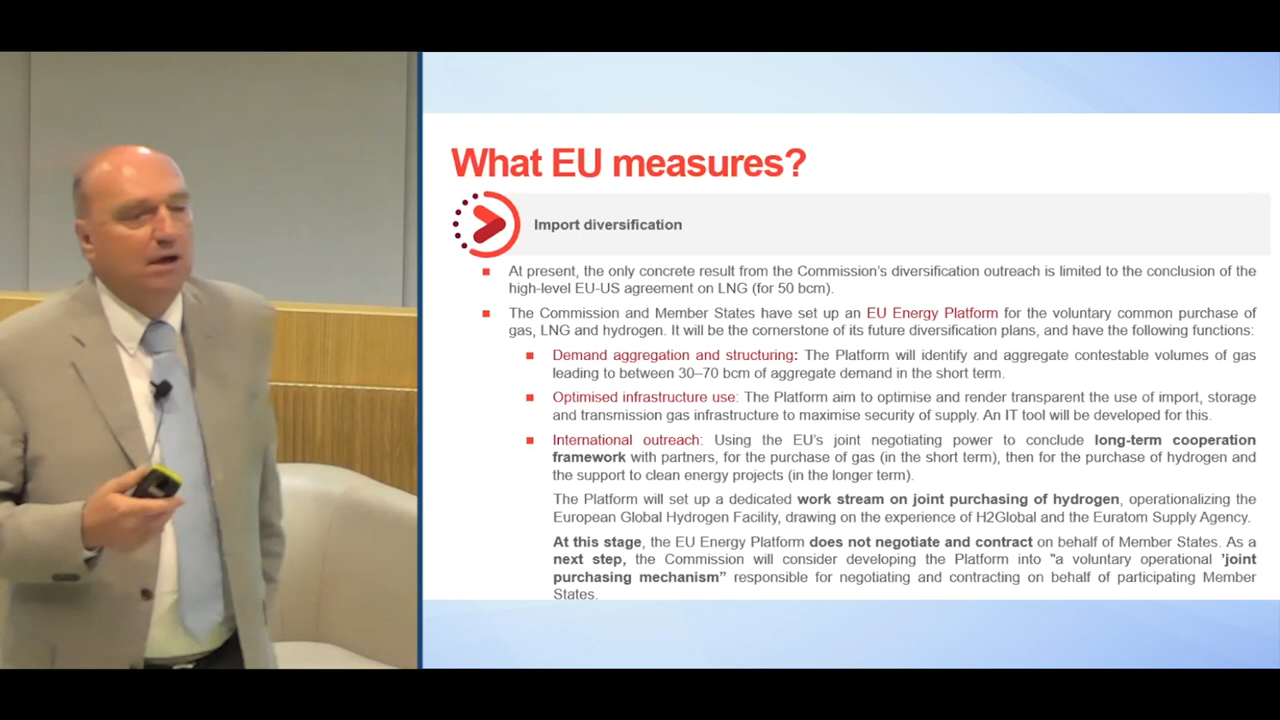 What EU measures?
Import diversification
At present, the only concrete result from the Commission's diversification outreach is limited to the conclusion of the
high-level EU-US agreement on LNG (for 50 bcm).
The Commission and Member States have set up an EU Energy Platform for the voluntary common purchase of
gas, LNG and hydrogen. It will be the cornerstone of its future diversification plans, and have the following functions:
Demand aggregation and structuring: The Platform will identify and aggregate contestable volumes of gas
leading to between 30–70 bcm of aggregate demand in the short term.
Optimised infrastructure use: The Platform aim to optimise and render transparent the use of import, storage
and transmission gas infrastructure to maximise security of supply. An IT tool will be developed for this.
International outreach: Using the EU's joint negotiating power to conclude long-term cooperation
framework with partners, for the purchase of gas (in the short term), then for the purchase of hydrogen and
the support to clean energy projects (in the longer term).
The Platform will set up a dedicated work stream on joint purchasing of hydrogen, operationalizing the
European Global Hydrogen Facility, drawing on the experience of H2Global and the Euratom Supply Agency.
At this stage, the EU Energy Platform does not negotiate and contract on behalf of Member States. As a
next step, the Commission will consider developing the Platform into "a voluntary operational 'joint
purchasing mechanism" responsible for negotiating and contracting on behalf of participating Member
States.